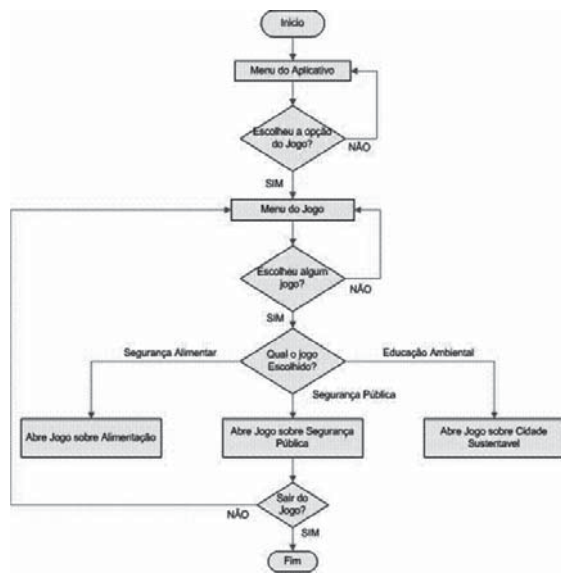 Inicio
Menu do Aplicativo
Escolheu a opção
do Jogo?
NÃO
SIM
Menu do Jogo
Escolheu algum
jogo?
NÃO
SIM
Segurança Alimentar
Qual o jogo
Escolhido?
Educação Ambiental
Segurança Pública
Abre Jogo sobre Alimentação
Abre Jogo sobre Segurança
Pública
Abre Jogo sobre Cidade
Sustentavel
Sair do
Jogo?
NÃO
SIM
Fim